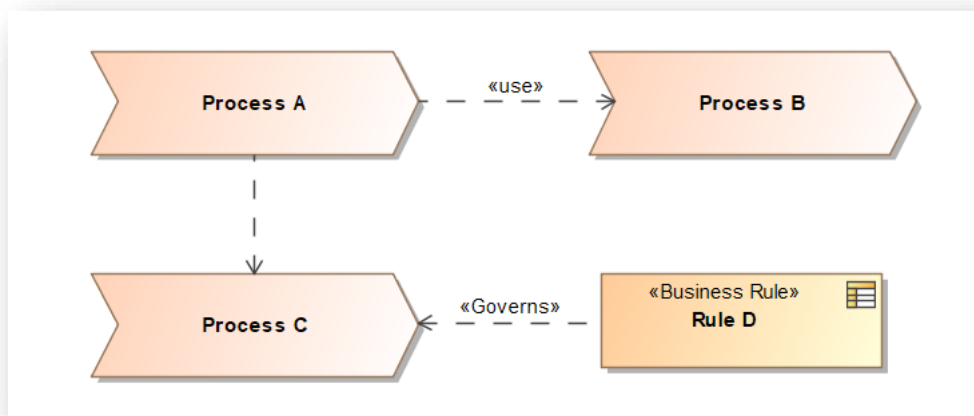 Process A
«use»
Process B
Process C
«Governs»
«Business Rule»
Rule D